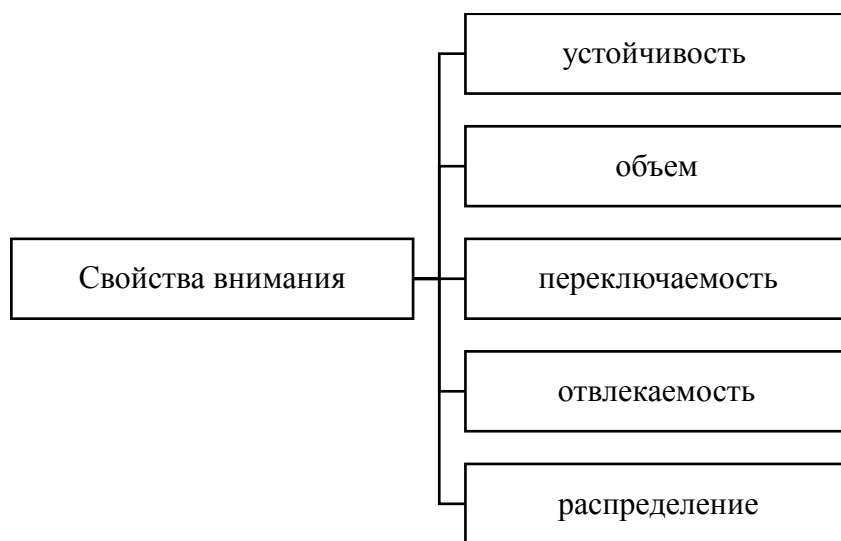 устойчивость
объем
Свойства внимания
переключаемость
отвлекаемость
распределение